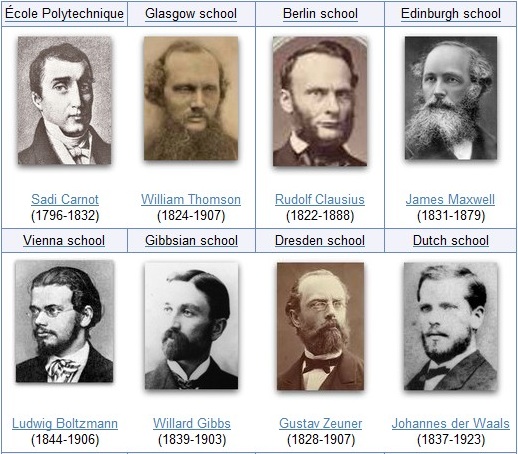 École Polytechnique Glasgow school Berlin school Edinburgh school
Sadi Carnot William Thomson Rudolf Clausius James Maxwell
(1796-1832) (1824-1907) (1822-1888) (1831-1879)
Vienna school Gibbsian school Dresden school Dutch school
Ludwig Boltzmann Willard Gibbs Gustav Zeuner Johannes der Waals
(1844-1906) (1839-1903) (1828-1907) (1837-1923)